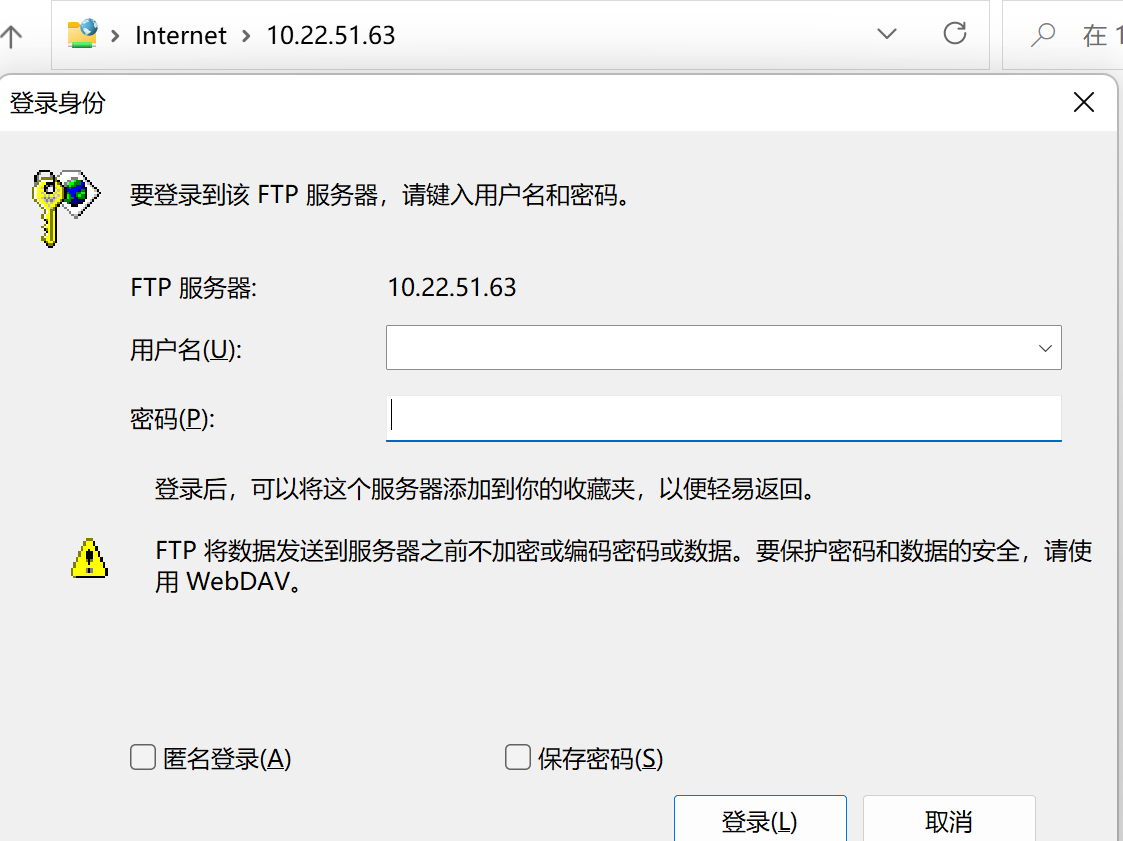 Internet > 10.22.51.63
在 1
登录身份
要登录到该 FTP 服务器，请键入用户名和密码。
FTP 服务器:
10.22.51.63
用户名(U):
密码(P):
登录后，可以将这个服务器添加到你的收藏夹，以便轻易返回。
FTP 将数据发送到服务器之前不加密或编码密码或数据。要保护密码和数据的安全，请使
用 WebDAV。
匿名登录(A)
保存密码(S)
登录(L)
取消